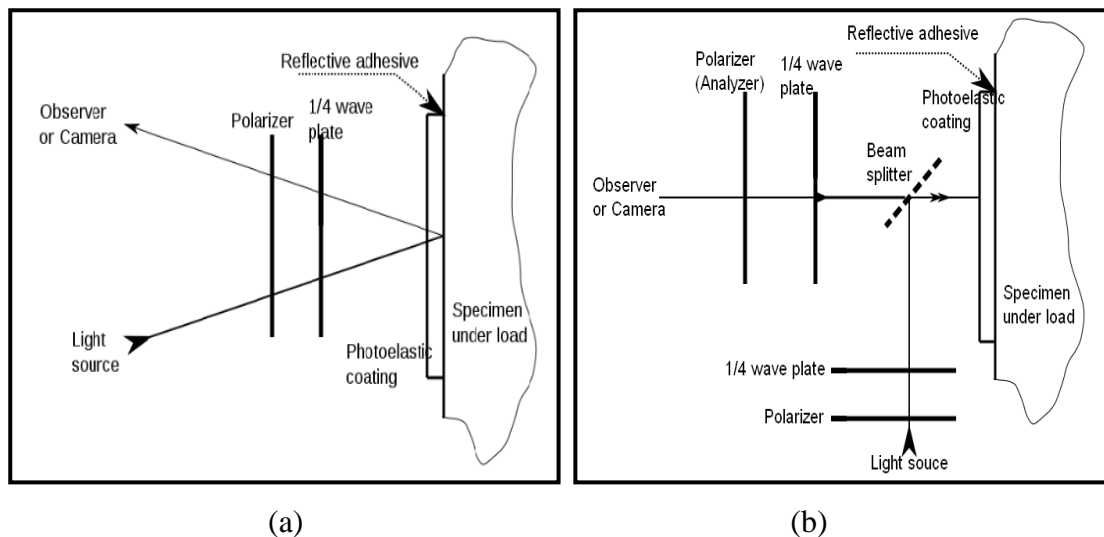 Reflective adhesive
Observer
or Camera
Polarizer
1/4 wave
plate
Light
source
Photoelastic
coating
Specimen
under load
(a)
Reflective adhesive
Polarizer
(Analyzer)
1/4 wave
plate
Photoelastic
coating
Beam
splitter
Observer
or Camera
Specimen
under load
1/4 wave plate
Polarizer
Light souce
(b)